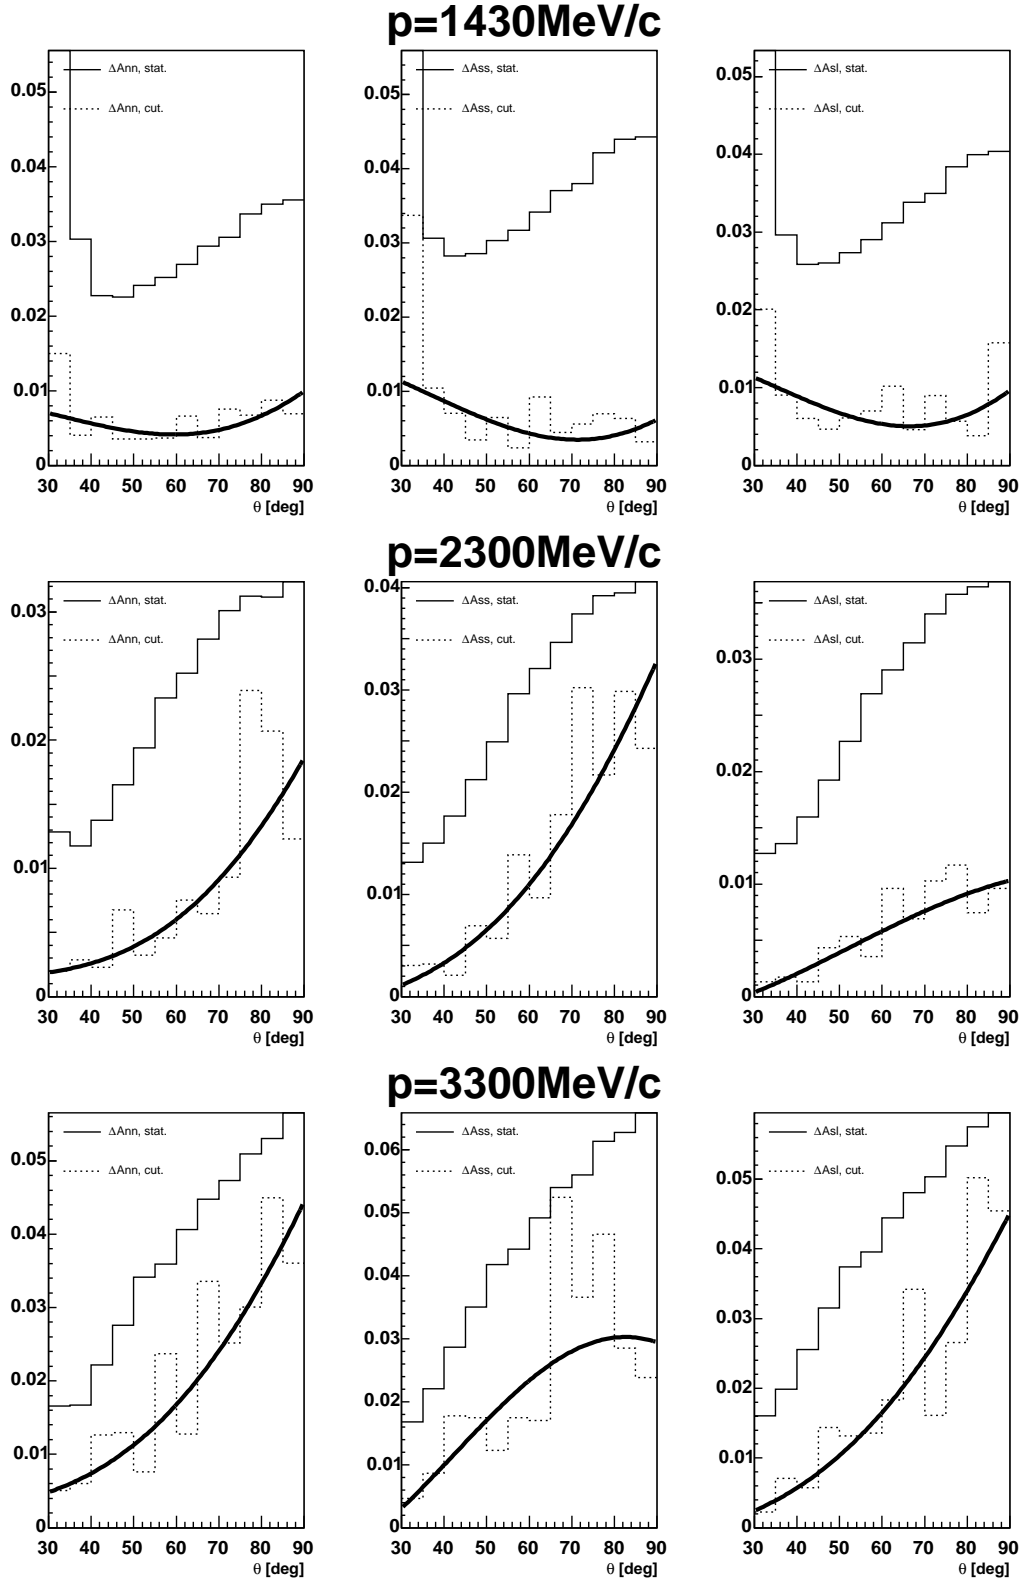 p=1430MeV/c
ΔAnn, stat.
ΔAnn, cut.
0.05
0.04
0.03
0.02
0.01
0
30 40 50 60 70 80 90
θ [deg]
ΔAss, stat.
ΔAss, cut.
0.05
0.04
0.03
0.02
0.01
0
30 40 50 60 70 80 90
θ [deg]
ΔAsl, stat.
ΔAsl, cut.
0.05
0.04
0.03
0.02
0.01
0
30 40 50 60 70 80 90
θ [deg]
p=2300MeV/c
ΔAnn, stat.
ΔAnn, cut.
0.03
0.02
0.01
0
30 40 50 60 70 80 90
θ [deg]
ΔAss, stat.
ΔAss, cut.
0.04
0.03
0.02
0.01
0
30 40 50 60 70 80 90
θ [deg]
ΔAsl, stat.
ΔAsl, cut.
0.03
0.02
0.01
0
30 40 50 60 70 80 90
θ [deg]
p=3300MeV/c
ΔAnn, stat.
ΔAnn, cut.
0.05
0.04
0.03
0.02
0.01
0
30 40 50 60 70 80 90
θ [deg]
ΔAss, stat.
ΔAss, cut.
0.06
0.05
0.04
0.03
0.02
0.01
0
30 40 50 60 70 80 90
θ [deg]
ΔAsl, stat.
ΔAsl, cut.
0.05
0.04
0.03
0.02
0.01
0
30 40 50 60 70 80 90
θ [deg]